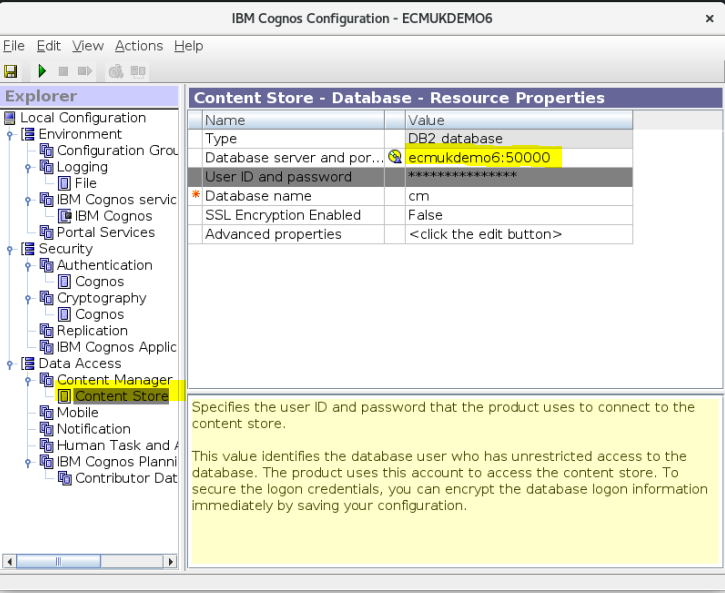 IBM Cognos Configuration - ECMUKDEMO6
File Edit View Actions Help
Explorer
Local Configuration
Environment
Configuration Grou
Logging
File
IBM Cognos servic
IBM Cognos
Portal Services
Security
Authentication
Cognos
Cryptography
Cognos
Replication
IBM Cognos Applic
Data Access
Content Manager
Content Store
Mobile
Notification
Human Task and A
IBM Cognos Planni
Contributor Dat
Content Store - Database - Resource Properties
Name Value
Type DB2 database
Database server and por... ecmukdemo6:50000
User ID and password ***************
* Database name cm
SSL Encryption Enabled False
Advanced properties <click the edit button>
Specifies the user ID and password that the product uses to connect to the
content store.
This value identifies the database user who has unrestricted access to the
database. The product uses this account to access the content store. To
secure the logon credentials, you can encrypt the database logon information
immediately by saving your configuration.